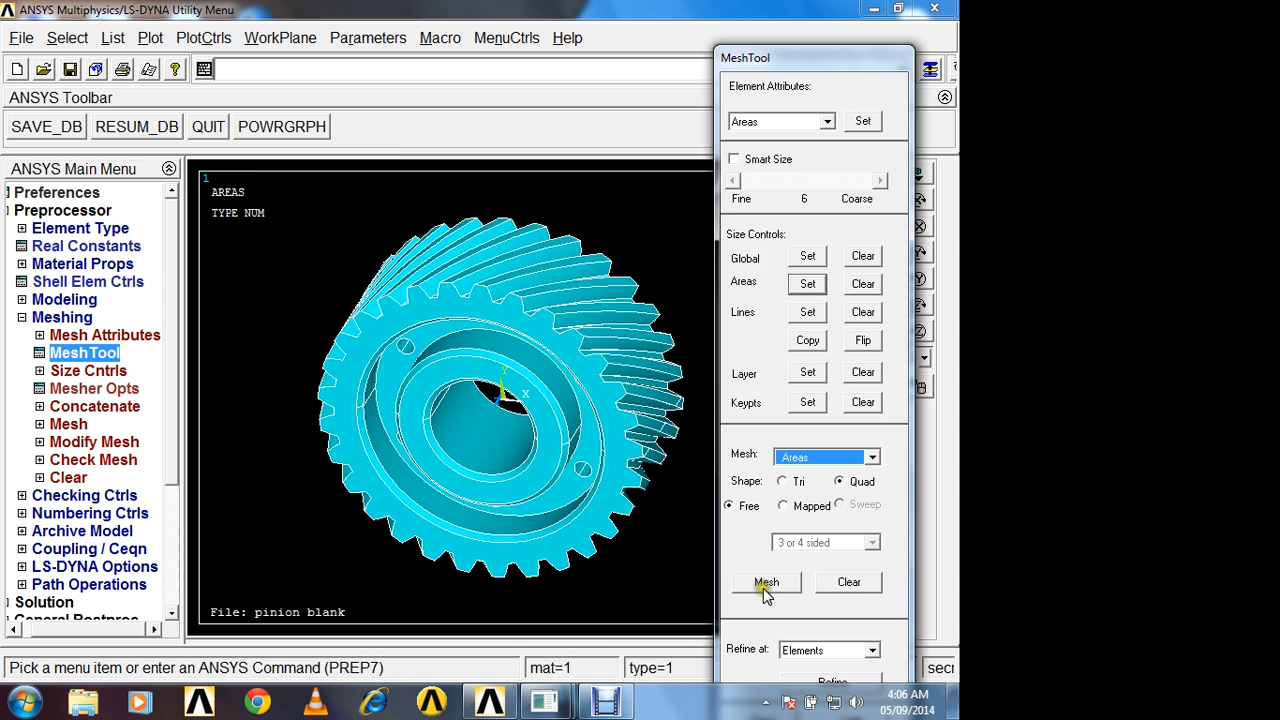 ANSYS Multiphysics/LS-DYNA Utility Menu
File Select List Plot PlotCtrls WorkPlane Parameters Macro MenuCtrls Help
ANSYS Toolbar
SAVE_DB RESUM_DB QUIT POWRGRPH
ANSYS Main Menu
Preferences
Preprocessor
Element Type
Real Constants
Material Props
Shell Elem Ctrls
Modeling
Meshing
Mesh Attributes
MeshTool
Size Cntrls
Mesher Opts
Concatenate
Mesh
Modify Mesh
Check Mesh
Clear
Checking Ctrls
Numbering Ctrls
Archive Model
Coupling / Ceqn
LS-DYNA Options
Path Operations
Solution
General Postproc
1
AREAS
TYPE NUM
Y
X
File: pinion blank
MeshTool
Element Attributes:
Areas Set
Smart Size
Fine 6 Coarse
Size Controls:
Global Set Clear
Areas Set Clear
Lines Set Clear
Copy Flip
Layer Set Clear
Keypts Set Clear
Mesh: Areas
Shape: Tri Quad
Free Mapped Sweep
3 or 4 sided
Mesh Clear
Refine at: Elements
Refine
Pick a menu item or enter an ANSYS Command (PREP7) mat=1 type=1 secn
4:06 AM
05/09/2014